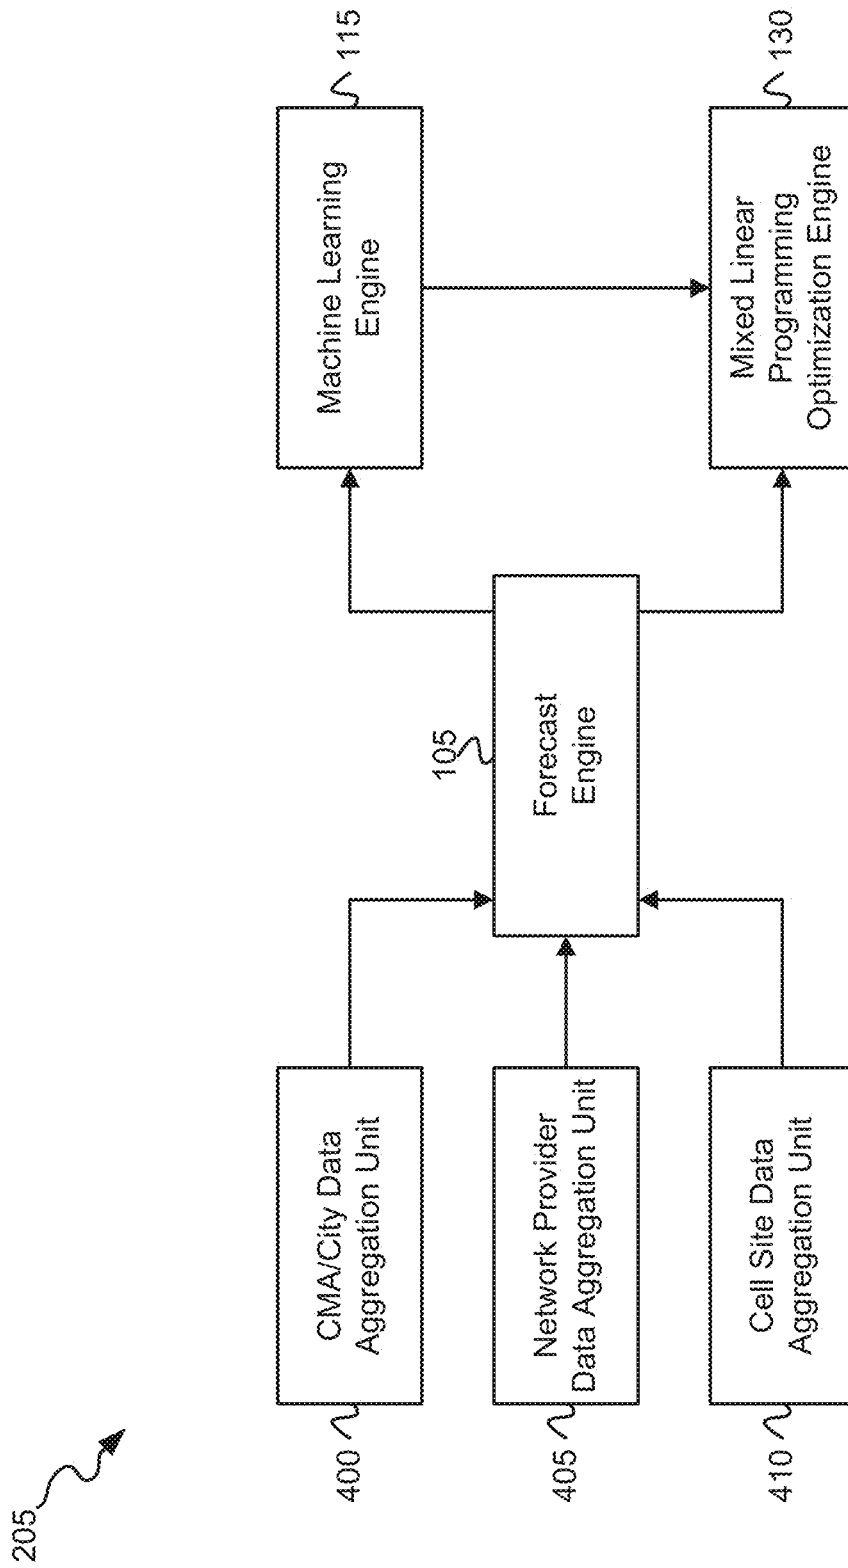 205
400
CMA/City Data
Aggregation Unit
405
Network Provider
Data Aggregation Unit
410
Cell Site Data
Aggregation Unit
105
Forecast
Engine
Machine Learning
Engine
115
Mixed Linear
Programming
Optimization Engine
130